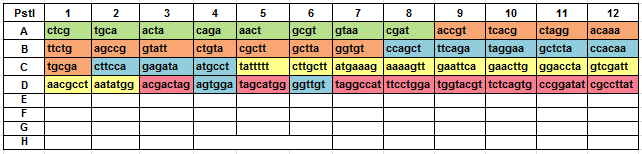 PstI 1 2 3 4 5 6 7 8 9 10 11 12
A ctcg tgca acta caga aact gcgt gtaa cgat accgt tcacg ctagg acaaa
B ttctg agccg gtatt ctgta cgctt gctta ggtgt ccagct ttcaga taggaa gctcta ccacaa
C tgcga cttcca gagata atgcct tattttt cttgctt atgaaag aaaagtt gaattca gaacttg ggaccta gtcgatt
D aacgcct aatatgg acgactag agtgga tagcatgg ggttgt taggccat ttcctgga tggtacgt tctcagtg ccggatat cgccttat
E
F
G
H